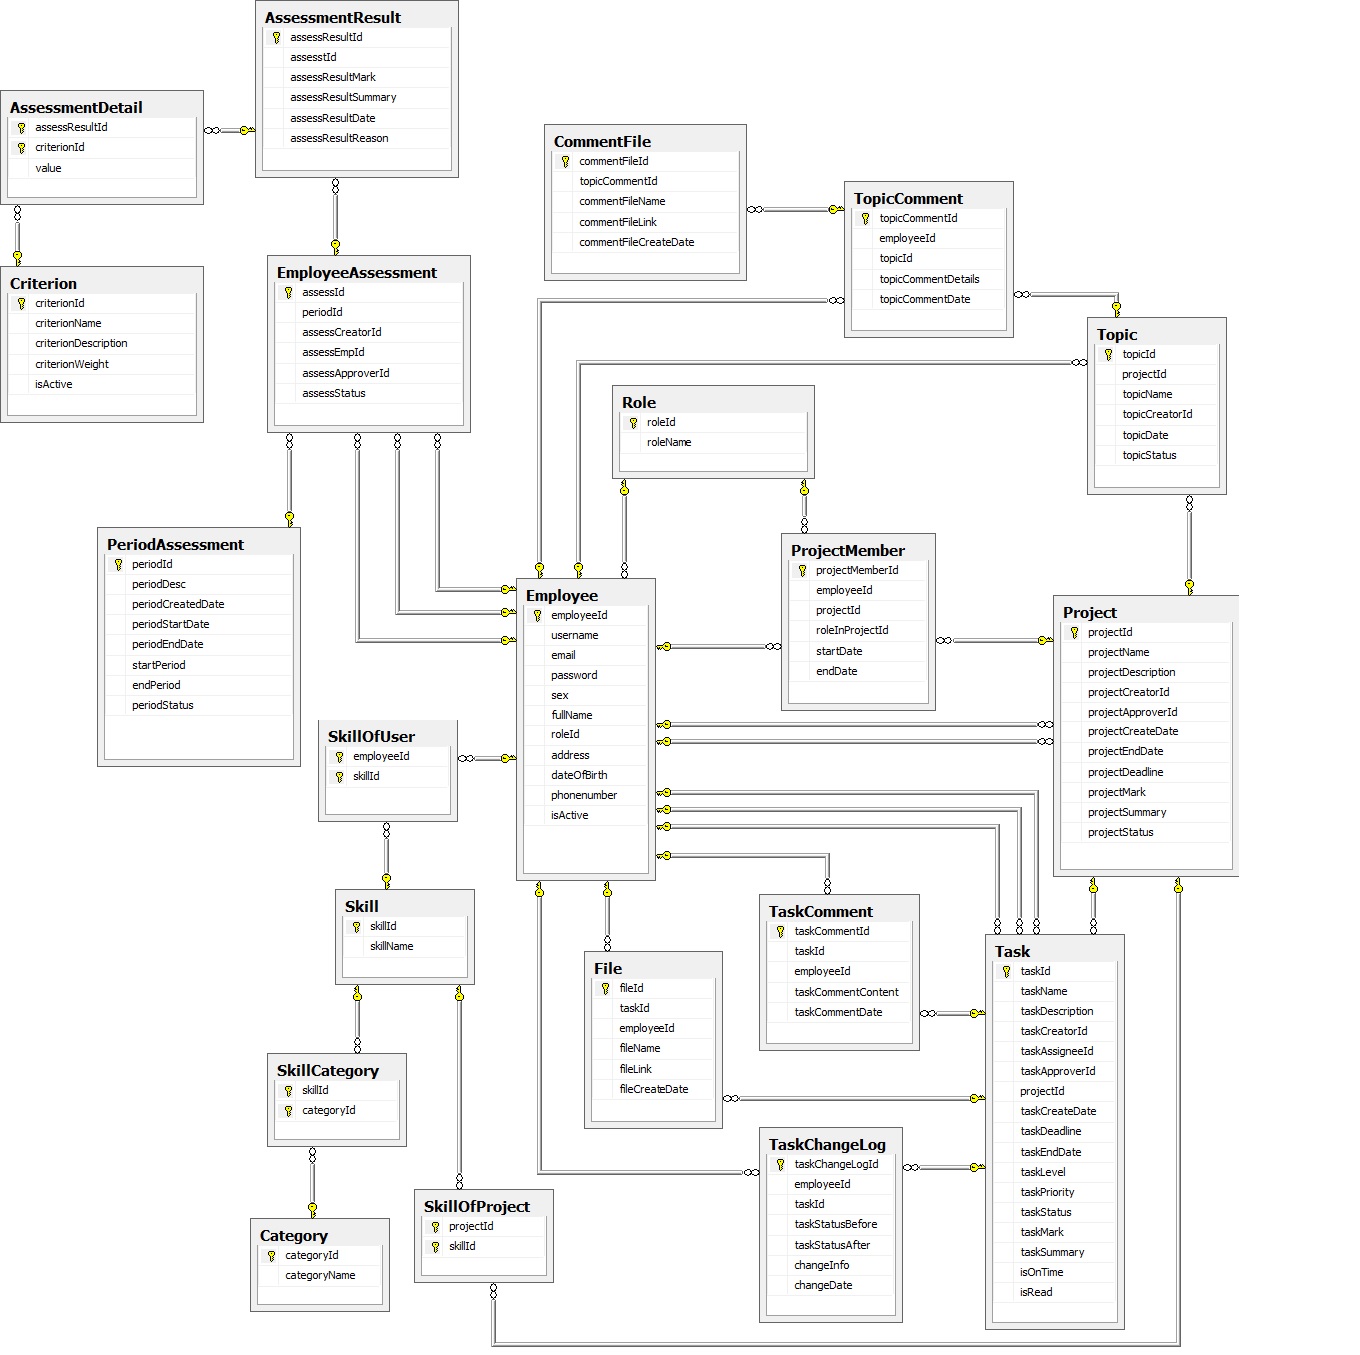 AssessmentResult
assessResultId
assesstId
assessResultMark
assessResultSummary
assessResultDate
assessResultReason
AssessmentDetail
assessResultId
criterionId
value
Criterion
criterionId
criterionName
criterionDescription
criterionWeight
isActive
EmployeeAssessment
assessId
periodId
assessCreatorId
assessEmpId
assessApproverId
assessStatus
CommentFile
commentFileId
topicCommentId
commentFileName
commentFileLink
commentFileCreateDate
TopicComment
topicCommentId
employeeId
topicId
topicCommentDetails
topicCommentDate
Topic
topicId
projectId
topicName
topicCreatorId
topicDate
topicStatus
Role
roleId
roleName
PeriodAssessment
periodId
periodDesc
periodCreatedDate
periodStartDate
periodEndDate
startPeriod
endPeriod
periodStatus
Employee
employeeId
username
email
password
sex
fullName
roleId
address
dateOfBirth
phonenumber
isActive
ProjectMember
projectMemberId
employeeId
projectId
roleInProjectId
startDate
endDate
Project
projectId
projectName
projectDescription
projectCreatorId
projectApproverId
projectCreateDate
projectEndDate
projectDeadline
projectMark
projectSummary
projectStatus
SkillOfUser
employeeId
skillId
Skill
skillId
skillName
SkillCategory
skillId
categoryId
Category
categoryId
categoryName
SkillOfProject
projectId
skillId
File
fileId
taskId
employeeId
fileName
fileLink
fileCreateDate
TaskComment
taskCommentId
taskId
employeeId
taskCommentContent
taskCommentDate
TaskChangeLog
taskChangeLogId
employeeId
taskId
taskStatusBefore
taskStatusAfter
changeInfo
changeDate
Task
taskId
taskName
taskDescription
taskCreatorId
taskAssigneeId
taskApproverId
projectId
taskCreateDate
taskDeadline
taskEndDate
taskLevel
taskPriority
taskStatus
taskMark
taskSummary
isOnTime
isRead